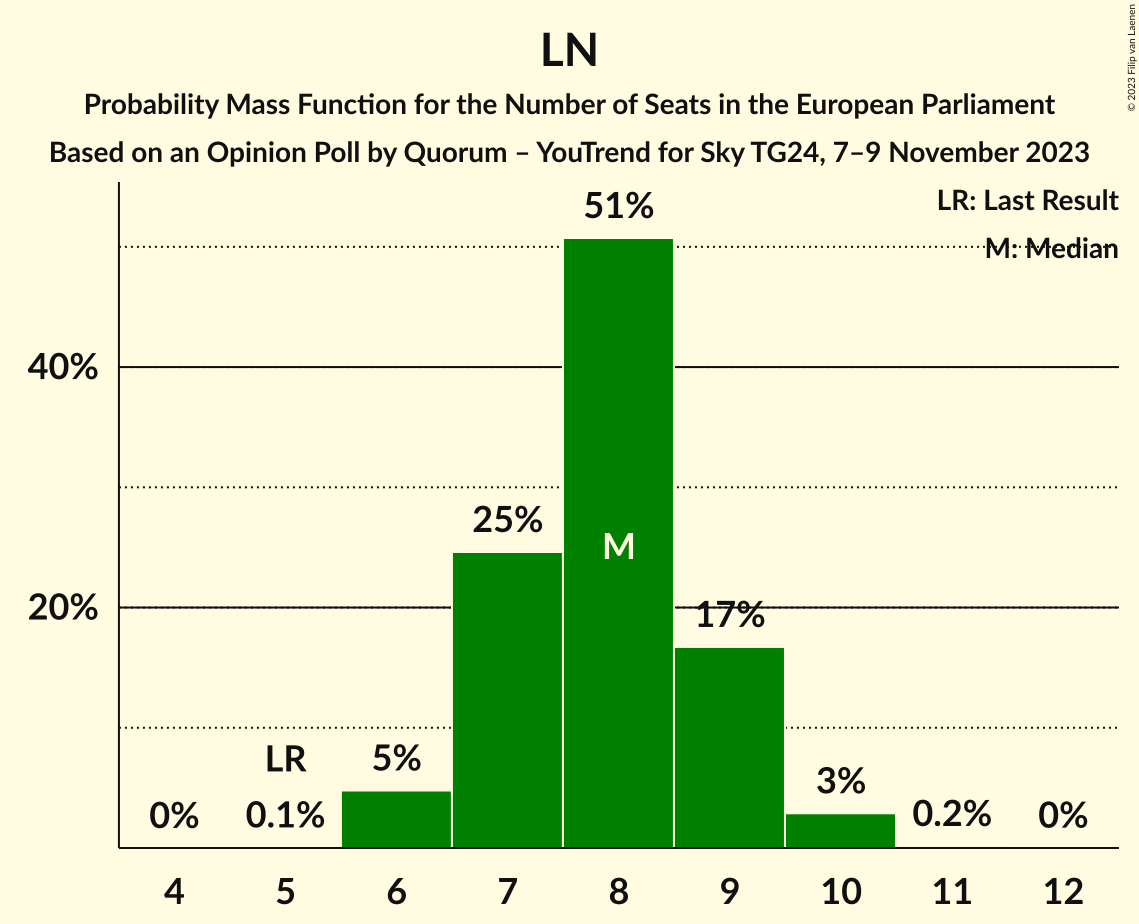 LN
Probability Mass Function for the Number of Seats in the European Parliament
Based on an Opinion Poll by Quorum – YouTrend for Sky TG24, 7–9 November 2023
© 2023 Filip van Laenen
LR: Last Result
M: Median
40%
20%
0%
LR
0.1%
5%
25%
51%
M
17%
3%
0.2%
0%
4 5 6 7 8 9 10 11 12